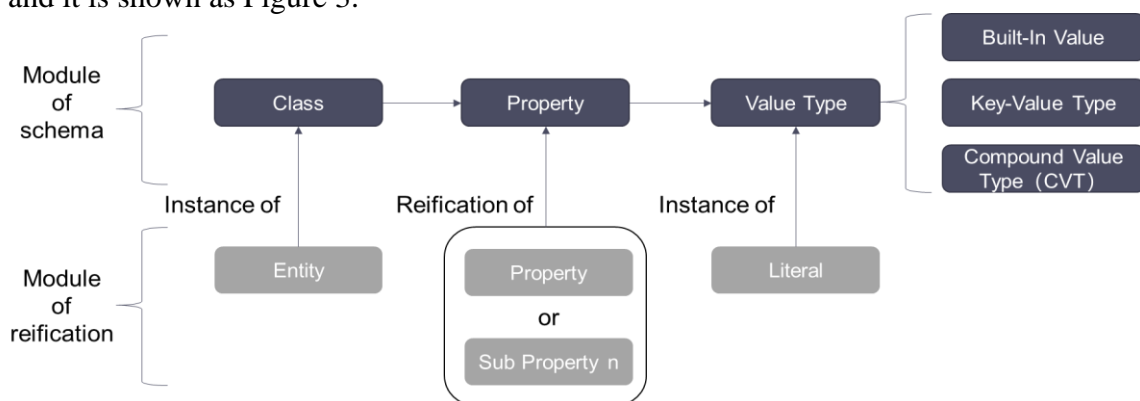 and it is shown as Figure 3.
Built-In Value
Module
of
schema
Class
Property
Value Type
Key-Value Type
Compound Value
Type (CVT)
Instance of
Reification of
Instance of
Module
of
reification
Entity
Property
or
Sub Property n
Literal